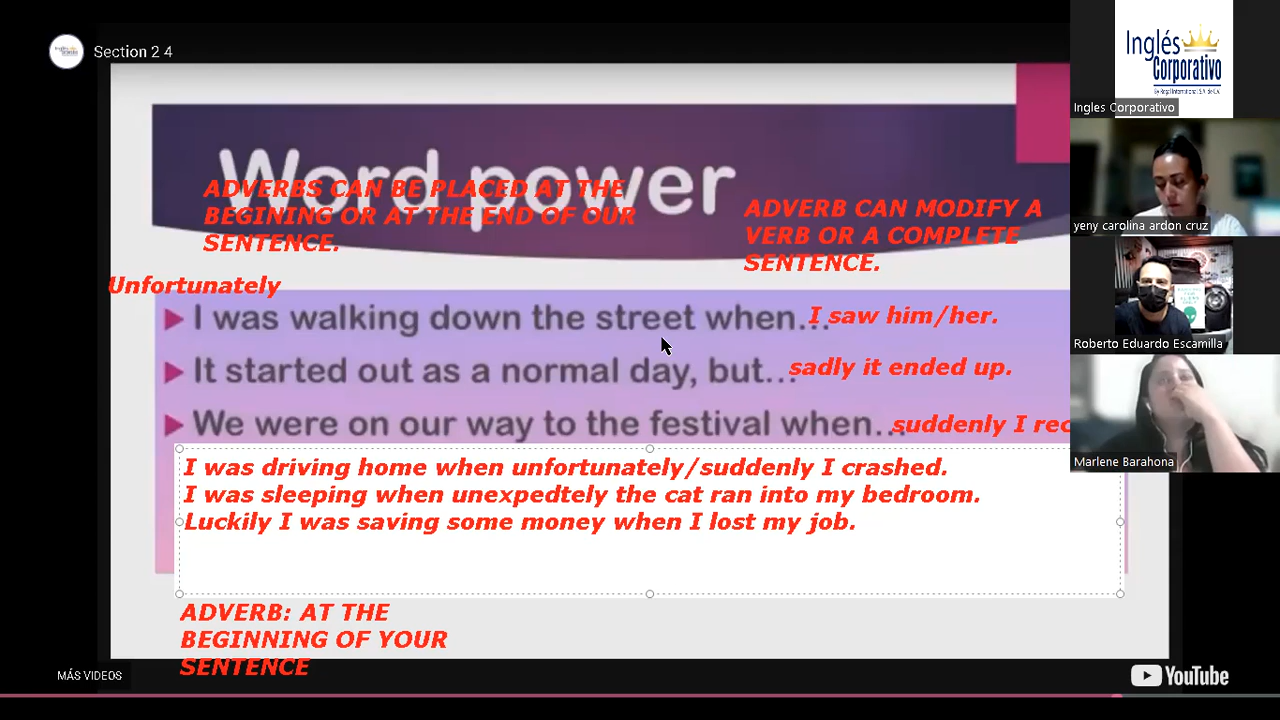 Section 2 4
Word power
ADVERBS CAN BE PLACED AT THE
BEGINING OR AT THE END OF OUR
SENTENCE.
ADVERB CAN MODIFY A
VERB OR A COMPLETE
SENTENCE.
Unfortunately
I was walking down the street when... I saw him/her.
It started out as a normal day, but... sadly it ended up.
We were on our way to the festival when... suddenly I
I was driving home when unfortunately/suddenly I crashed.
I was sleeping when unexpedtely the cat ran into my bedroom.
Luckily I was saving some money when I lost my job.
ADVERB: AT THE
BEGINNING OF YOUR
SENTENCE
MÁS VIDEOS
YouTube
Inglés
Corporativo
Ingles Corporativo
yeny carolina ardon cruz
Roberto Eduardo Escamilla
Marlene Barahona